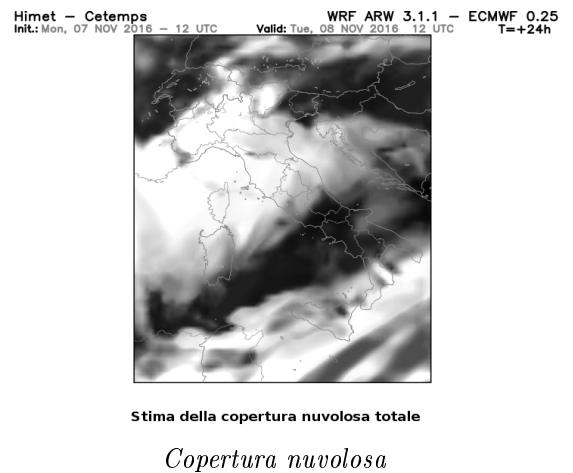 Himet – Cetemps WRF ARW 3.1.1 – ECMWF 0.25
Init.: Mon, 07 NOV 2016 – 12 UTC Valid: Tue, 08 NOV 2016 12 UTC T=+24h
Stima della copertura nuvolosa totale
Copertura nuvolosa